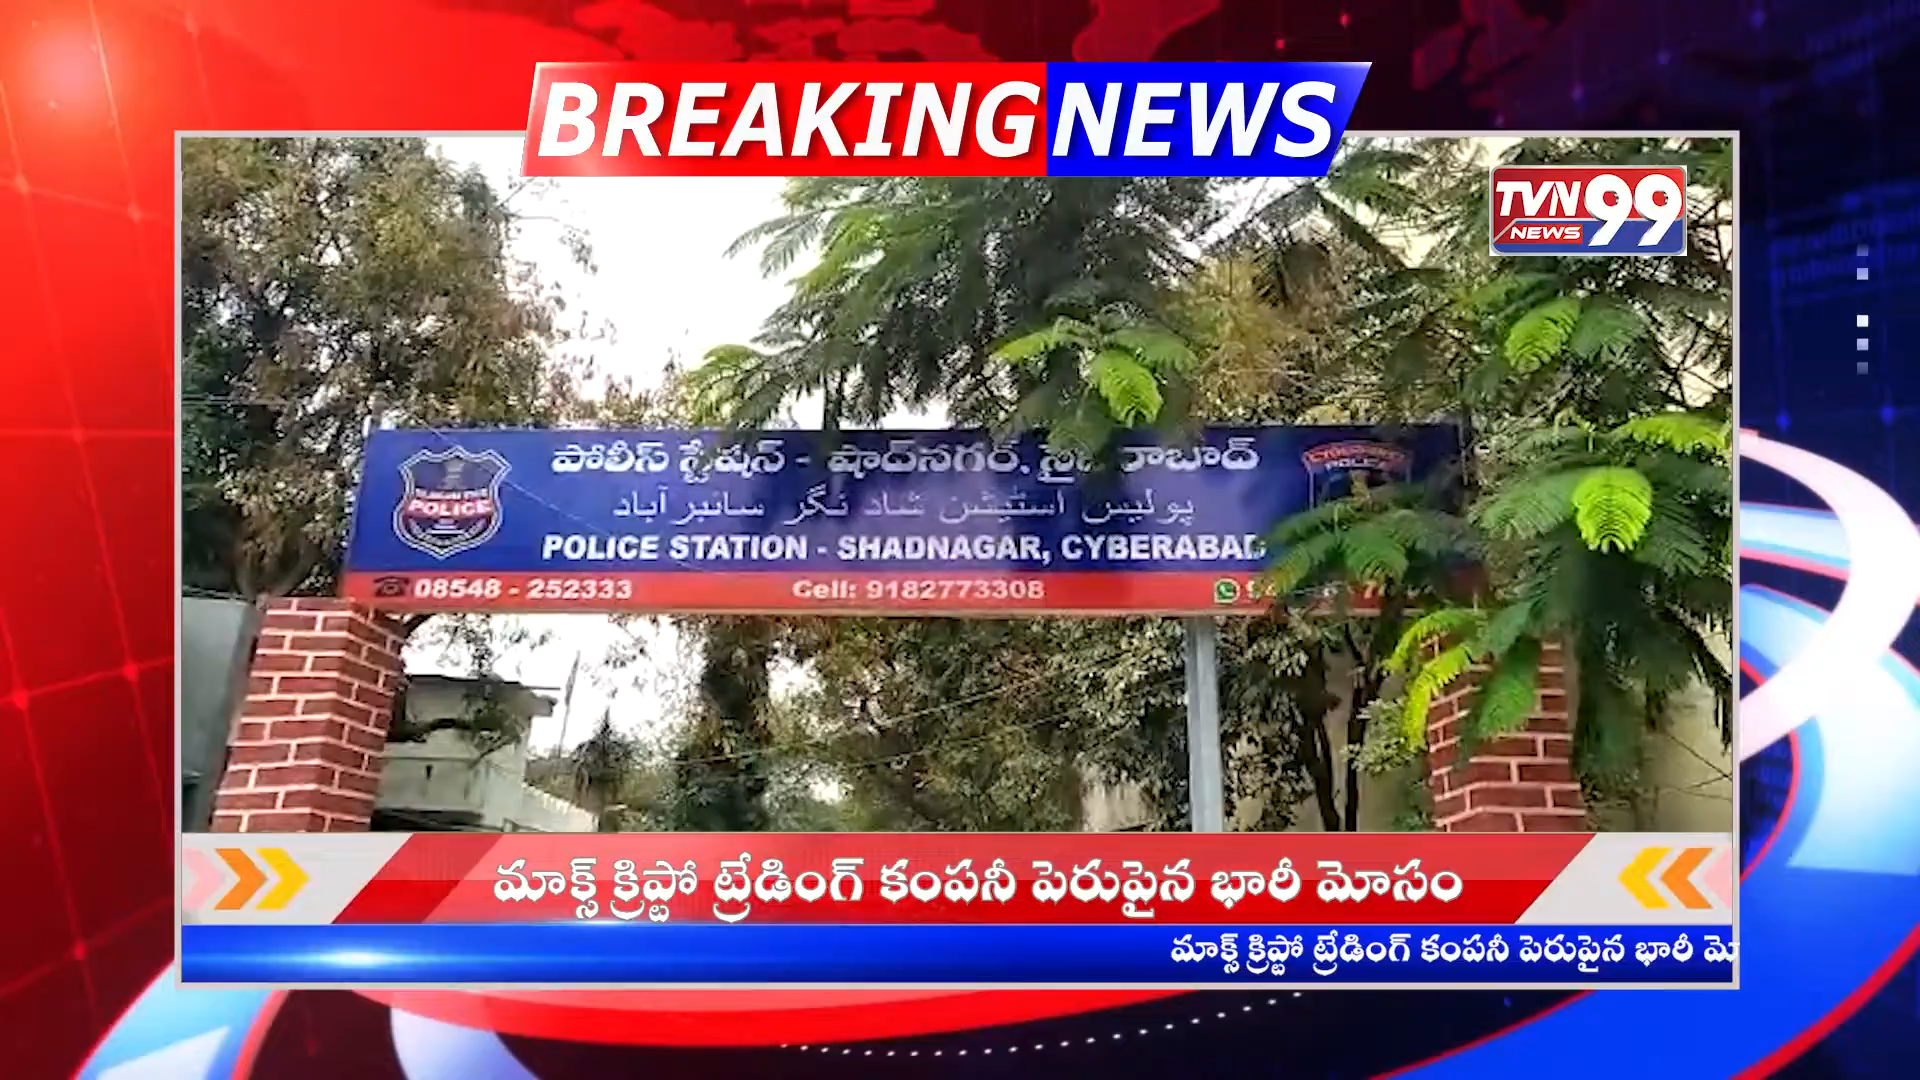 BREAKING NEWS
TVN 99
NEWS
పోలీస్ స్టేషన్ - షాద్‌నగర్,
پولیس اسٹیشن شاد نگر سائبر آباد
POLICE STATION - SHADNAGAR, CYBERABAD
POLICE
08548 - 252333 Cell: 9182773308
మాక్స్ క్రిప్టో ట్రేడింగ్ కంపనీ పెరుపైన భారీ మోసం
మాక్స్ క్రిప్టో ట్రేడింగ్ కంపనీ పెరుపైన భారీ